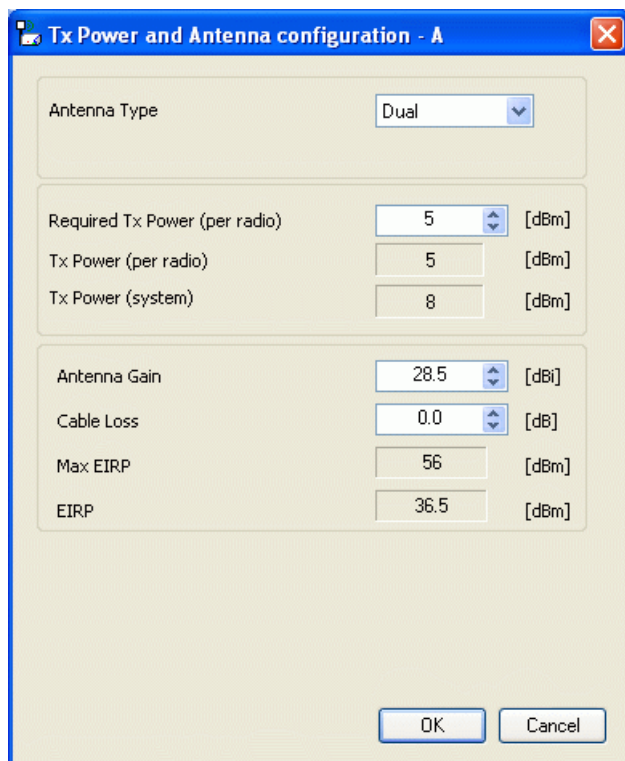 Tx Power and Antenna configuration - A
Antenna Type Dual
Required Tx Power (per radio) 5 [dBm]
Tx Power (per radio) 5 [dBm]
Tx Power (system) 8 [dBm]
Antenna Gain 28.5 [dBi]
Cable Loss 0.0 [dB]
Max EIRP 56 [dBm]
EIRP 36.5 [dBm]
OK Cancel